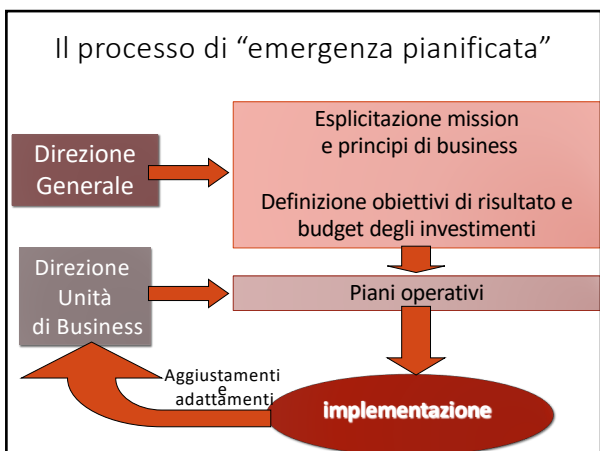 Il processo di “emergenza pianificata”
Direzione
Generale
Esplicitazione mission
e principi di business
Definizione obiettivi di risultato e
budget degli investimenti
Direzione
Unità
di Business
Piani operativi
Aggiustamenti
e
adattamenti
implementazione